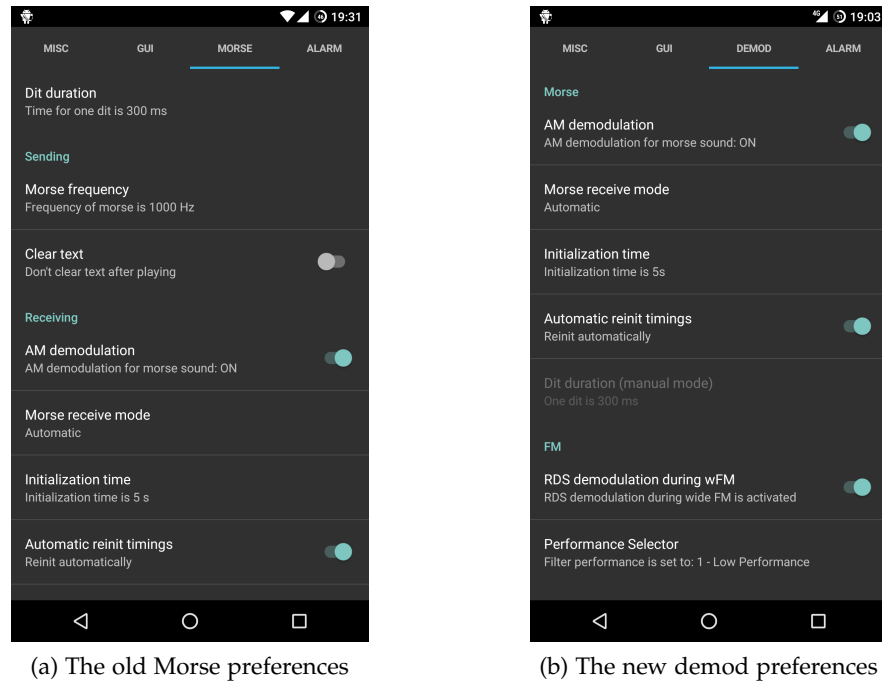 46 19:31
MISC GUI MORSE ALARM
Dit duration
Time for one dit is 300 ms
Sending
Morse frequency
Frequency of morse is 1000 Hz
Clear text
Don't clear text after playing
Receiving
AM demodulation
AM demodulation for morse sound: ON
Morse receive mode
Automatic
Initialization time
Initialization time is 5 s
Automatic reinit timings
Reinit automatically
(a) The old Morse preferences
4G 51 19:03
MISC GUI DEMOD ALARM
Morse
AM demodulation
AM demodulation for morse sound: ON
Morse receive mode
Automatic
Initialization time
Initialization time is 5s
Automatic reinit timings
Reinit automatically
Dit duration (manual mode)
One dit is 300 ms
FM
RDS demodulation during wFM
RDS demodulation during wide FM is activated
Performance Selector
Filter performance is set to: 1 - Low Performance
(b) The new demod preferences